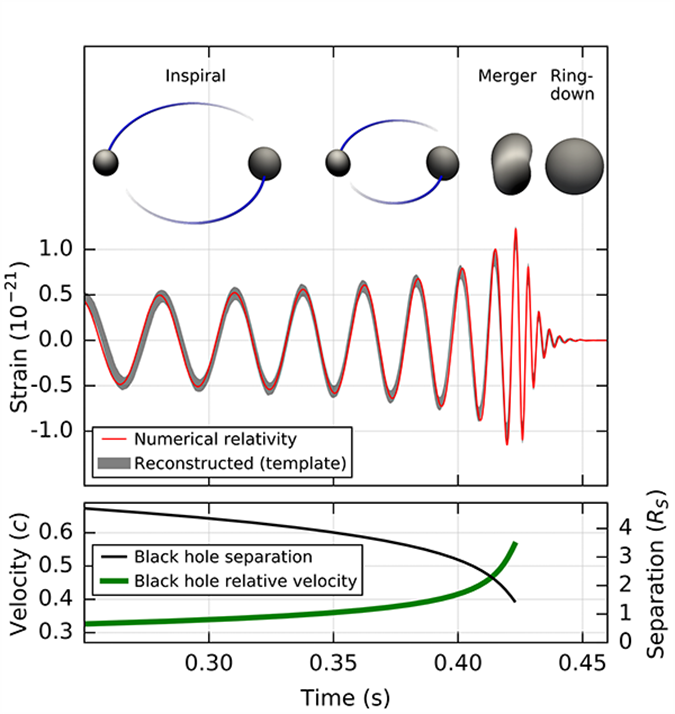 Inspiral
Merger
Ring-
down
Strain (10⁻²¹)
1.0
0.5
0.0
-0.5
-1.0
Numerical relativity
Reconstructed (template)
Velocity (c)
0.6
0.5
0.4
0.3
Black hole separation
Black hole relative velocity
4
3
2
1
0
Separation (R_S)
0.30
0.35
0.40
0.45
Time (s)